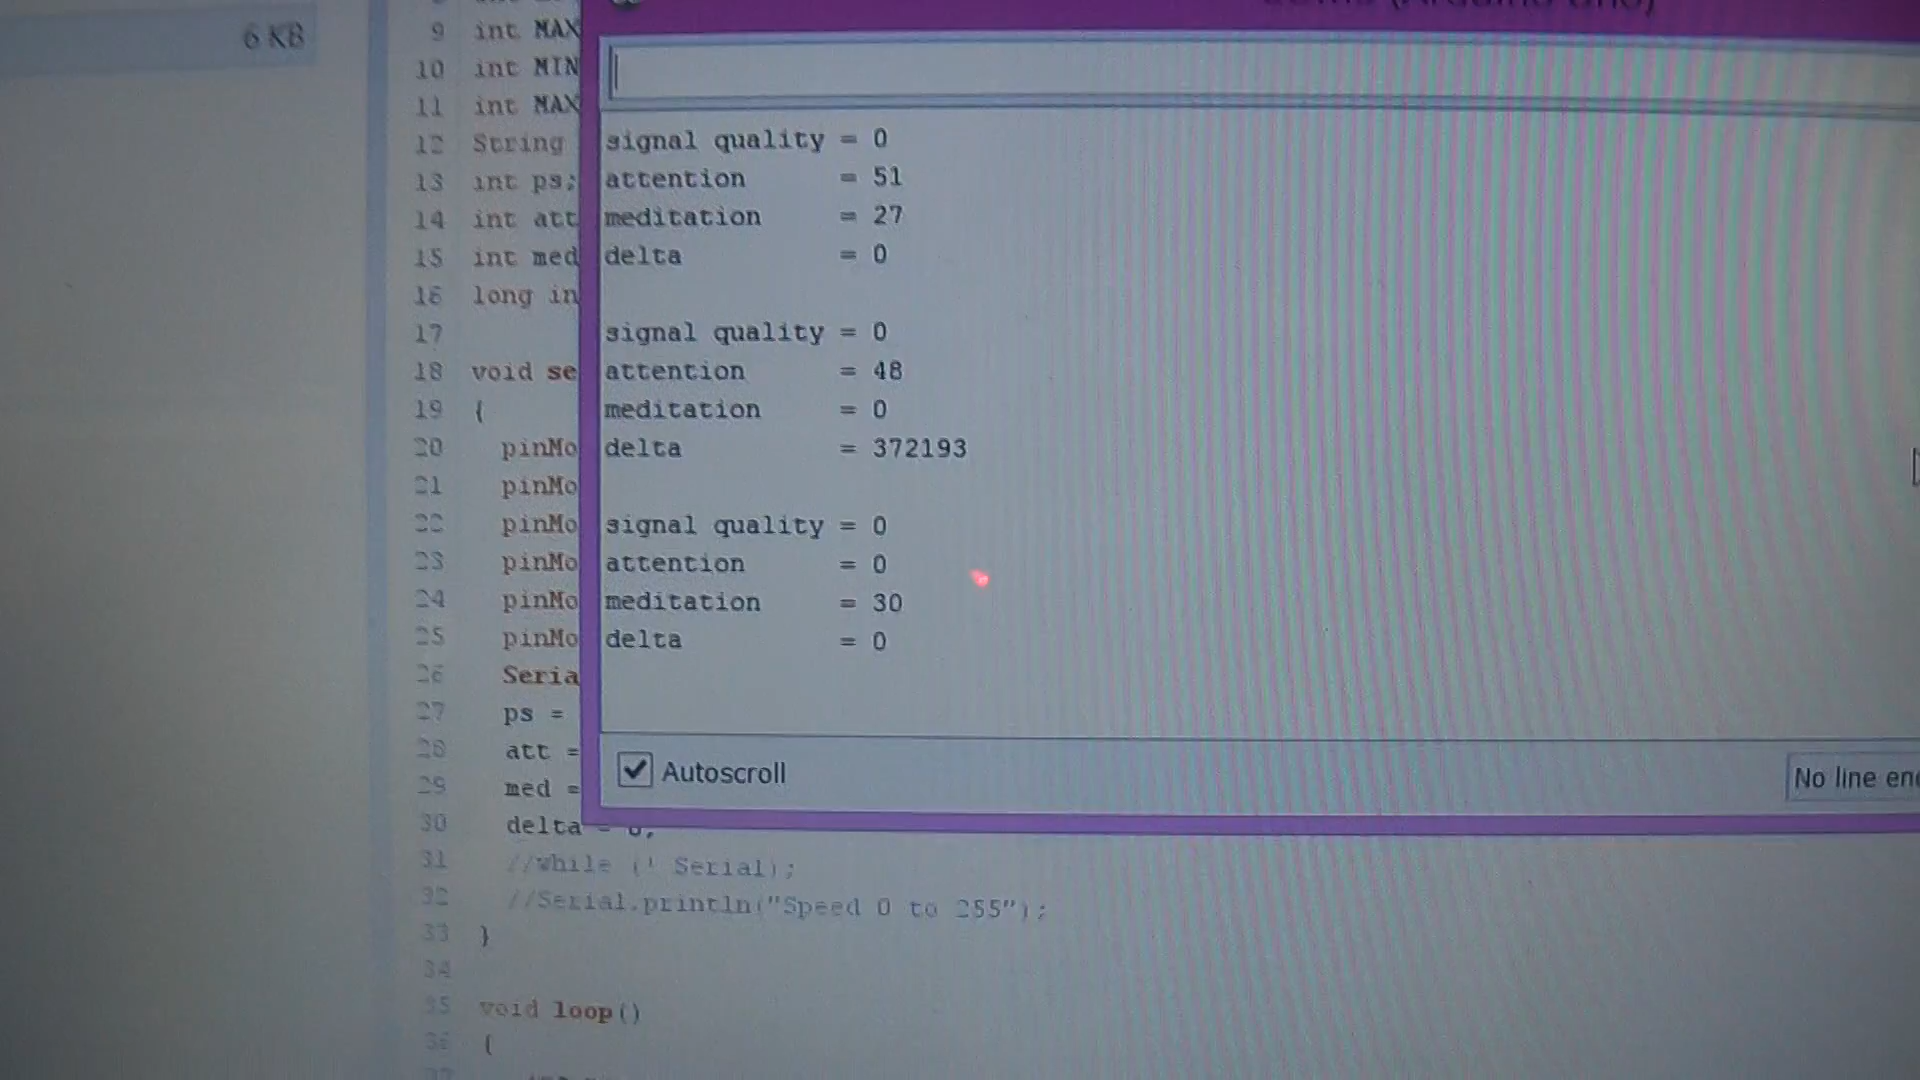 6 KB
9 int MAX
10 int MIN
11 int MAX
12 String
13 int ps;
14 int att
15 int med
16 long in
17
18 void se
19 {
20 pinMo
21 pinMo
22 pinMo
23 pinMo
24 pinMo
25 pinMo
26 Seria
27 ps =
28 att =
29 med =
30 delta = 0;
31 //while (! Serial);
32 //Serial.println("Speed 0 to 255");
33 }
34
35 void loop()
36 {
signal quality = 0
attention = 51
meditation = 27
delta = 0
signal quality = 0
attention = 48
meditation = 0
delta = 372193
signal quality = 0
attention = 0
meditation = 30
delta = 0
Autoscroll
No line en